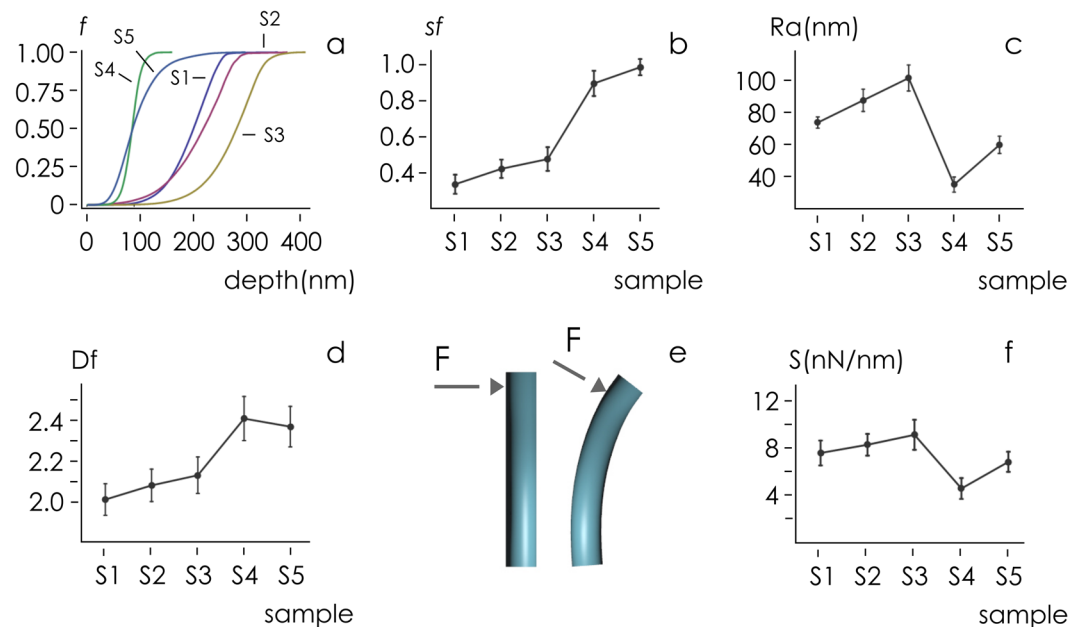 f
a
1.00
0.75
0.50
0.25
0
S5
S4
S1
S2
S3
0 100 200 300 400
depth(nm)
sf
b
1.0
0.8
0.6
0.4
S1 S2 S3 S4 S5
sample
Ra(nm)
c
100
80
60
40
S1 S2 S3 S4 S5
sample
Df
d
2.4
2.2
2.0
S1 S2 S3 S4 S5
sample
F
F
e
S(nN/nm)
f
12
8
4
S1 S2 S3 S4 S5
sample